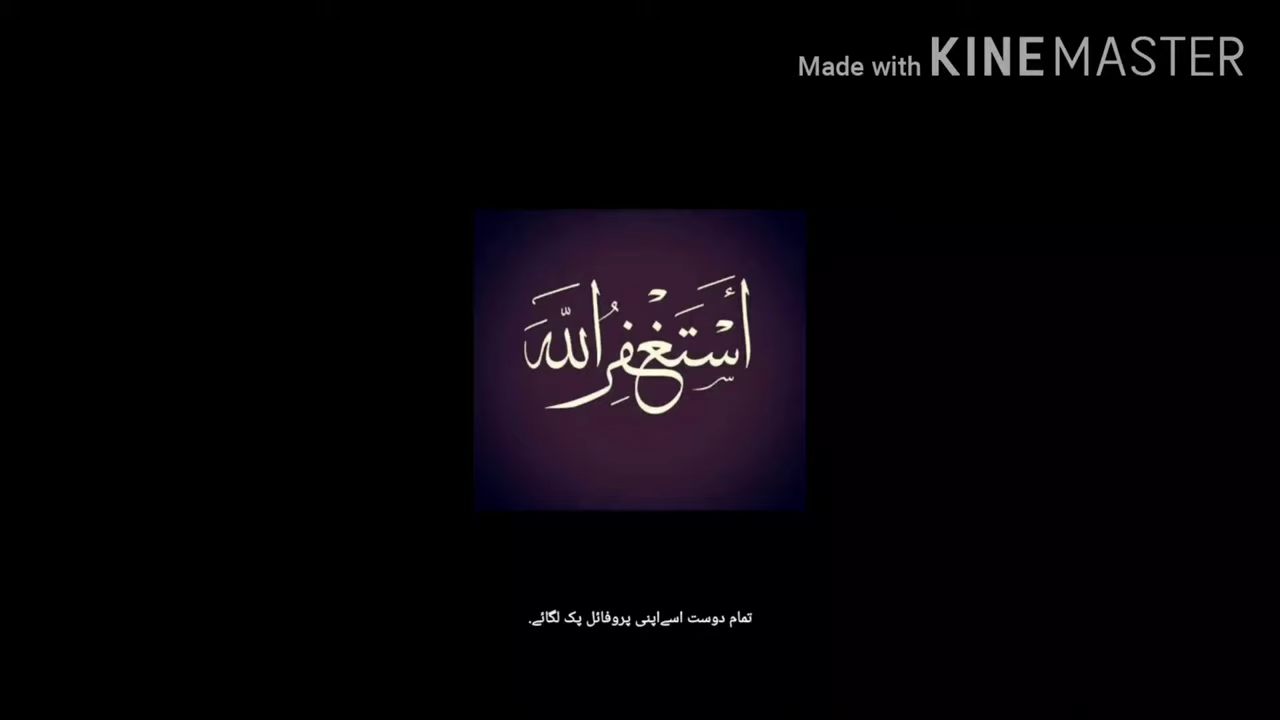 Made with KINEMASTER
أَسْتَغْفِرُ اللّٰه
تمام دوست اسےاپنی پروفائل پک لگائے.